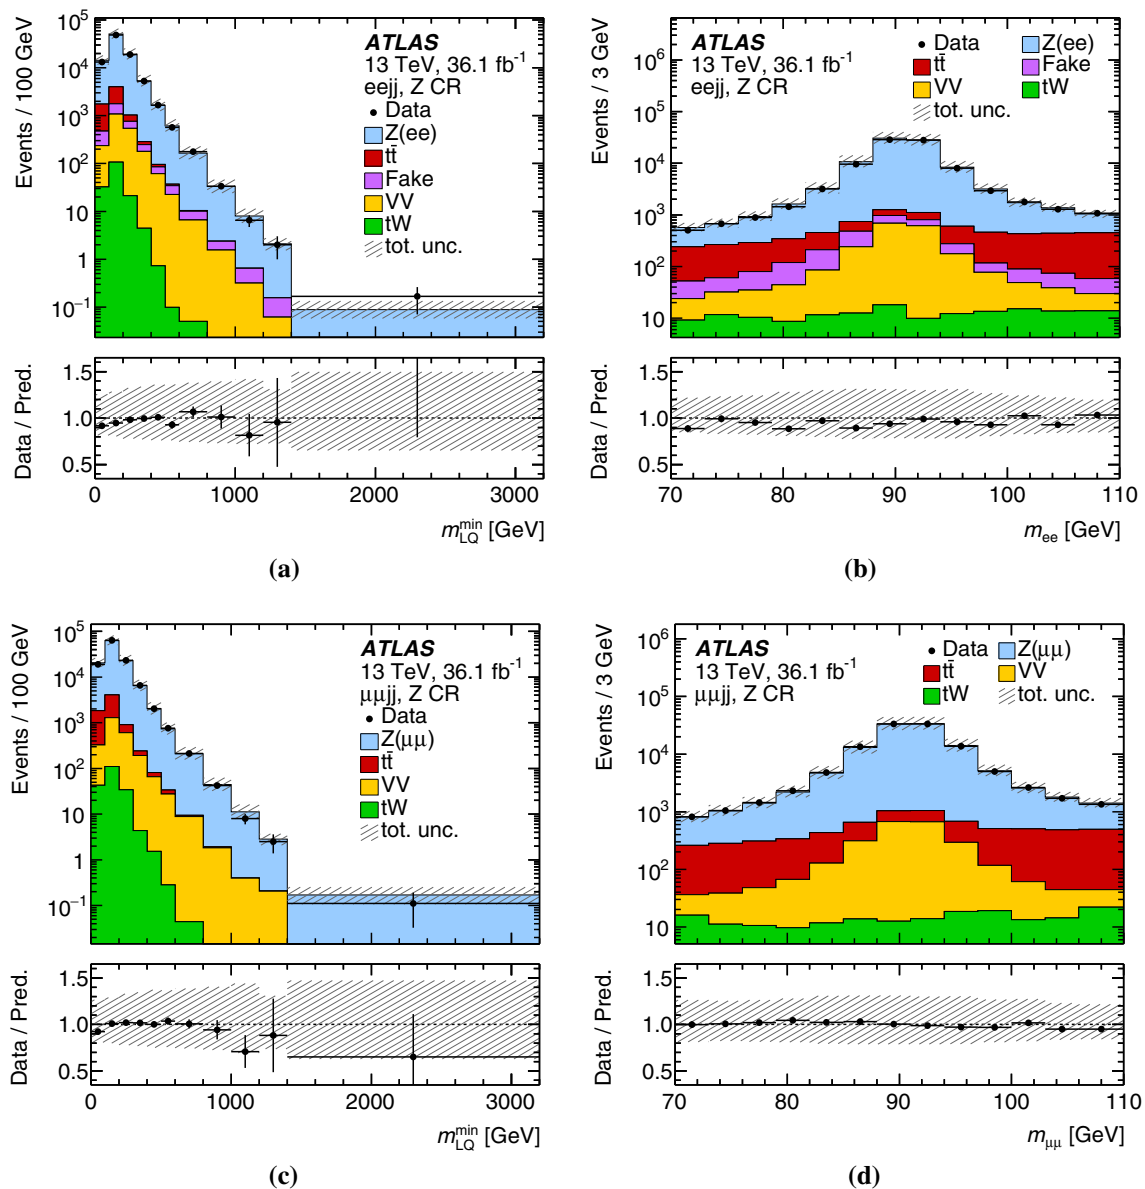 ATLAS
13 TeV, 36.1 fb⁻¹
eejj, Z CR
Data
Z(ee)
tt̄
Fake
VV
tW
tot. unc.
Events / 100 GeV
10⁵
10⁴
10³
10²
10
1
10⁻¹
Data / Pred.
1.5
1.0
0.5
0 1000 2000 3000
m_LQ^min [GeV]
(a)
ATLAS
13 TeV, 36.1 fb⁻¹
eejj, Z CR
Data Z(ee)
tt̄ Fake
VV tW
tot. unc.
Events / 3 GeV
10⁶
10⁵
10⁴
10³
10²
10
Data / Pred.
1.5
1.0
0.5
70 80 90 100 110
m_ee [GeV]
(b)
ATLAS
13 TeV, 36.1 fb⁻¹
μμjj, Z CR
Data
Z(μμ)
tt̄
VV
tW
tot. unc.
Events / 100 GeV
10⁵
10⁴
10³
10²
10
1
10⁻¹
Data / Pred.
1.5
1.0
0.5
0 1000 2000 3000
m_LQ^min [GeV]
(c)
ATLAS
13 TeV, 36.1 fb⁻¹
μμjj, Z CR
Data Z(μμ)
tt̄ VV
tW tot. unc.
Events / 3 GeV
10⁶
10⁵
10⁴
10³
10²
10
Data / Pred.
1.5
1.0
0.5
70 80 90 100 110
m_μμ [GeV]
(d)